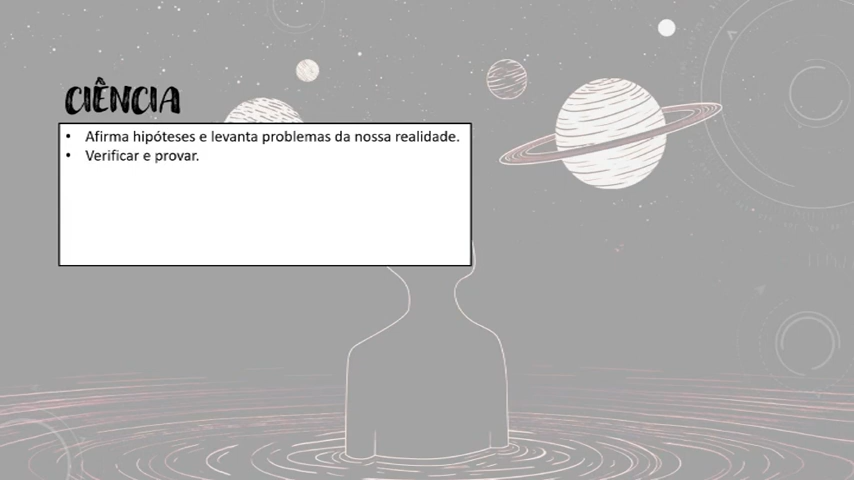 CIÊNCIA
• Afirma hipóteses e levanta problemas da nossa realidade.
• Verificar e provar.